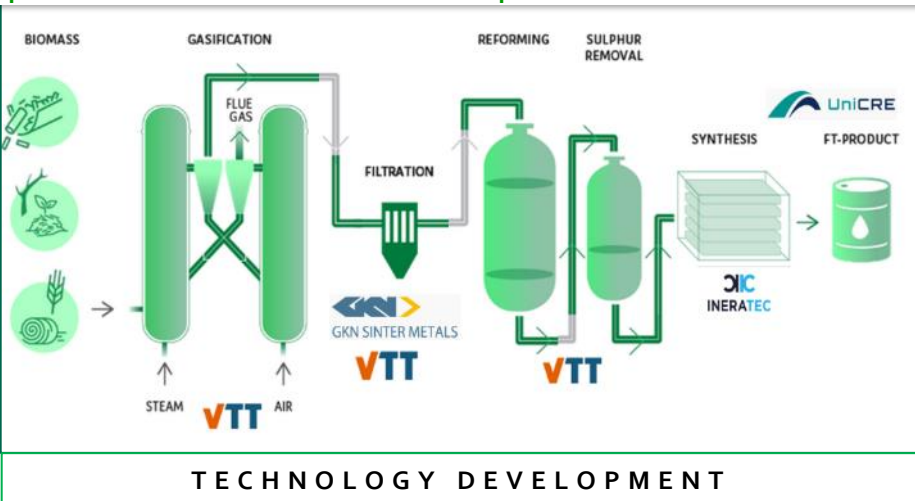 BIOMASS
GASIFICATION
REFORMING
SULPHUR
REMOVAL
FLUE
GAS
UniCRE
SYNTHESIS
FT-PRODUCT
FILTRATION
GKN
GKN SINTER METALS
VTT
INERATEC
VTT
STEAM
VTT
AIR
TECHNOLOGY DEVELOPMENT